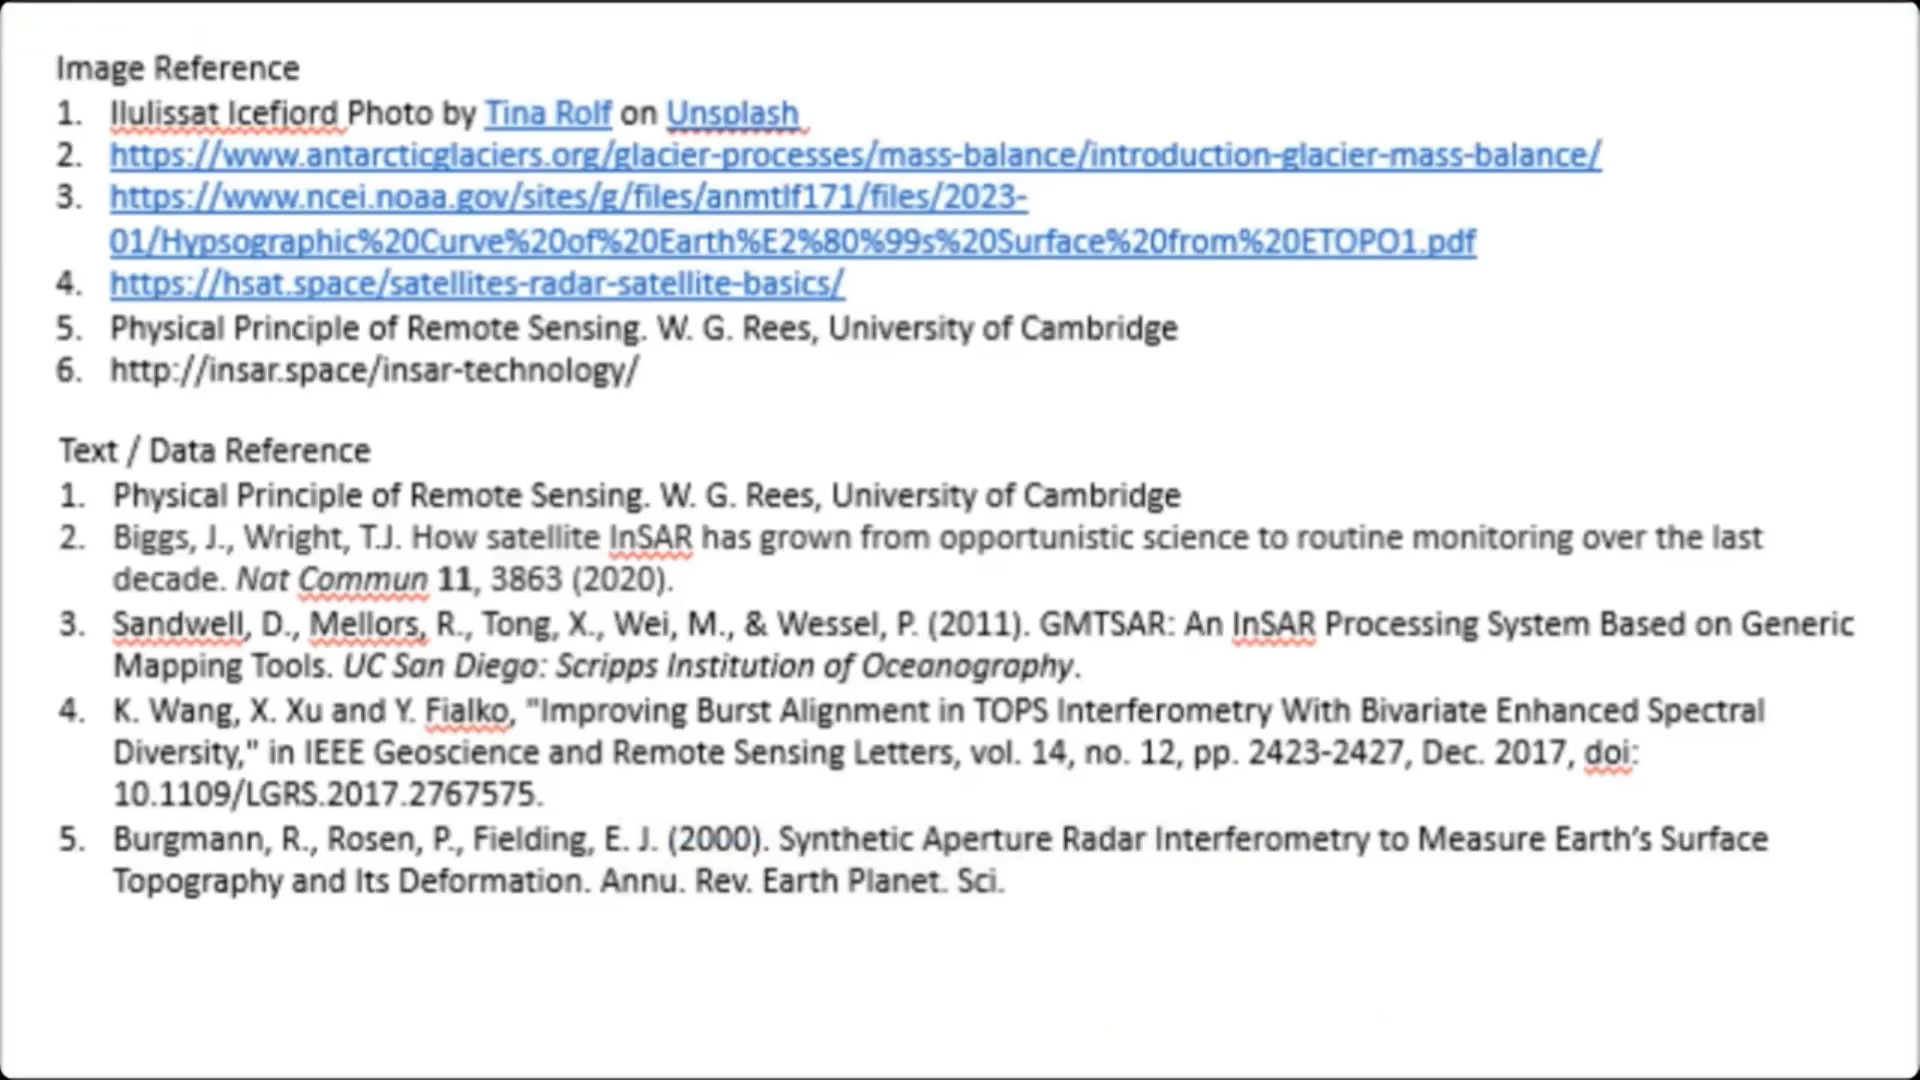 Image Reference
1. Ilulissat Icefjord Photo by Tina Rolf on Unsplash
2. https://www.antarcticglaciers.org/glacier-processes/mass-balance/introduction-glacier-mass-balance/
3. https://www.ncei.noaa.gov/sites/g/files/anmtlf171/files/2023-
01/Hypsographic%20Curve%20of%20Earth%E2%80%99s%20Surface%20from%20ETOPO1.pdf
4. https://hsat.space/satellites-radar-satellite-basics/
5. Physical Principle of Remote Sensing. W. G. Rees, University of Cambridge
6. http://insar.space/insar-technology/
Text / Data Reference
1. Physical Principle of Remote Sensing. W. G. Rees, University of Cambridge
2. Biggs, J., Wright, T.J. How satellite InSAR has grown from opportunistic science to routine monitoring over the last
decade. Nat Commun 11, 3863 (2020).
3. Sandwell, D., Mellors, R., Tong, X., Wei, M., & Wessel, P. (2011). GMTSAR: An InSAR Processing System Based on Generic
Mapping Tools. UC San Diego: Scripps Institution of Oceanography.
4. K. Wang, X. Xu and Y. Fialko, "Improving Burst Alignment in TOPS Interferometry With Bivariate Enhanced Spectral
Diversity," in IEEE Geoscience and Remote Sensing Letters, vol. 14, no. 12, pp. 2423-2427, Dec. 2017, doi:
10.1109/LGRS.2017.2767575.
5. Burgmann, R., Rosen, P., Fielding, E. J. (2000). Synthetic Aperture Radar Interferometry to Measure Earth’s Surface
Topography and Its Deformation. Annu. Rev. Earth Planet. Sci.